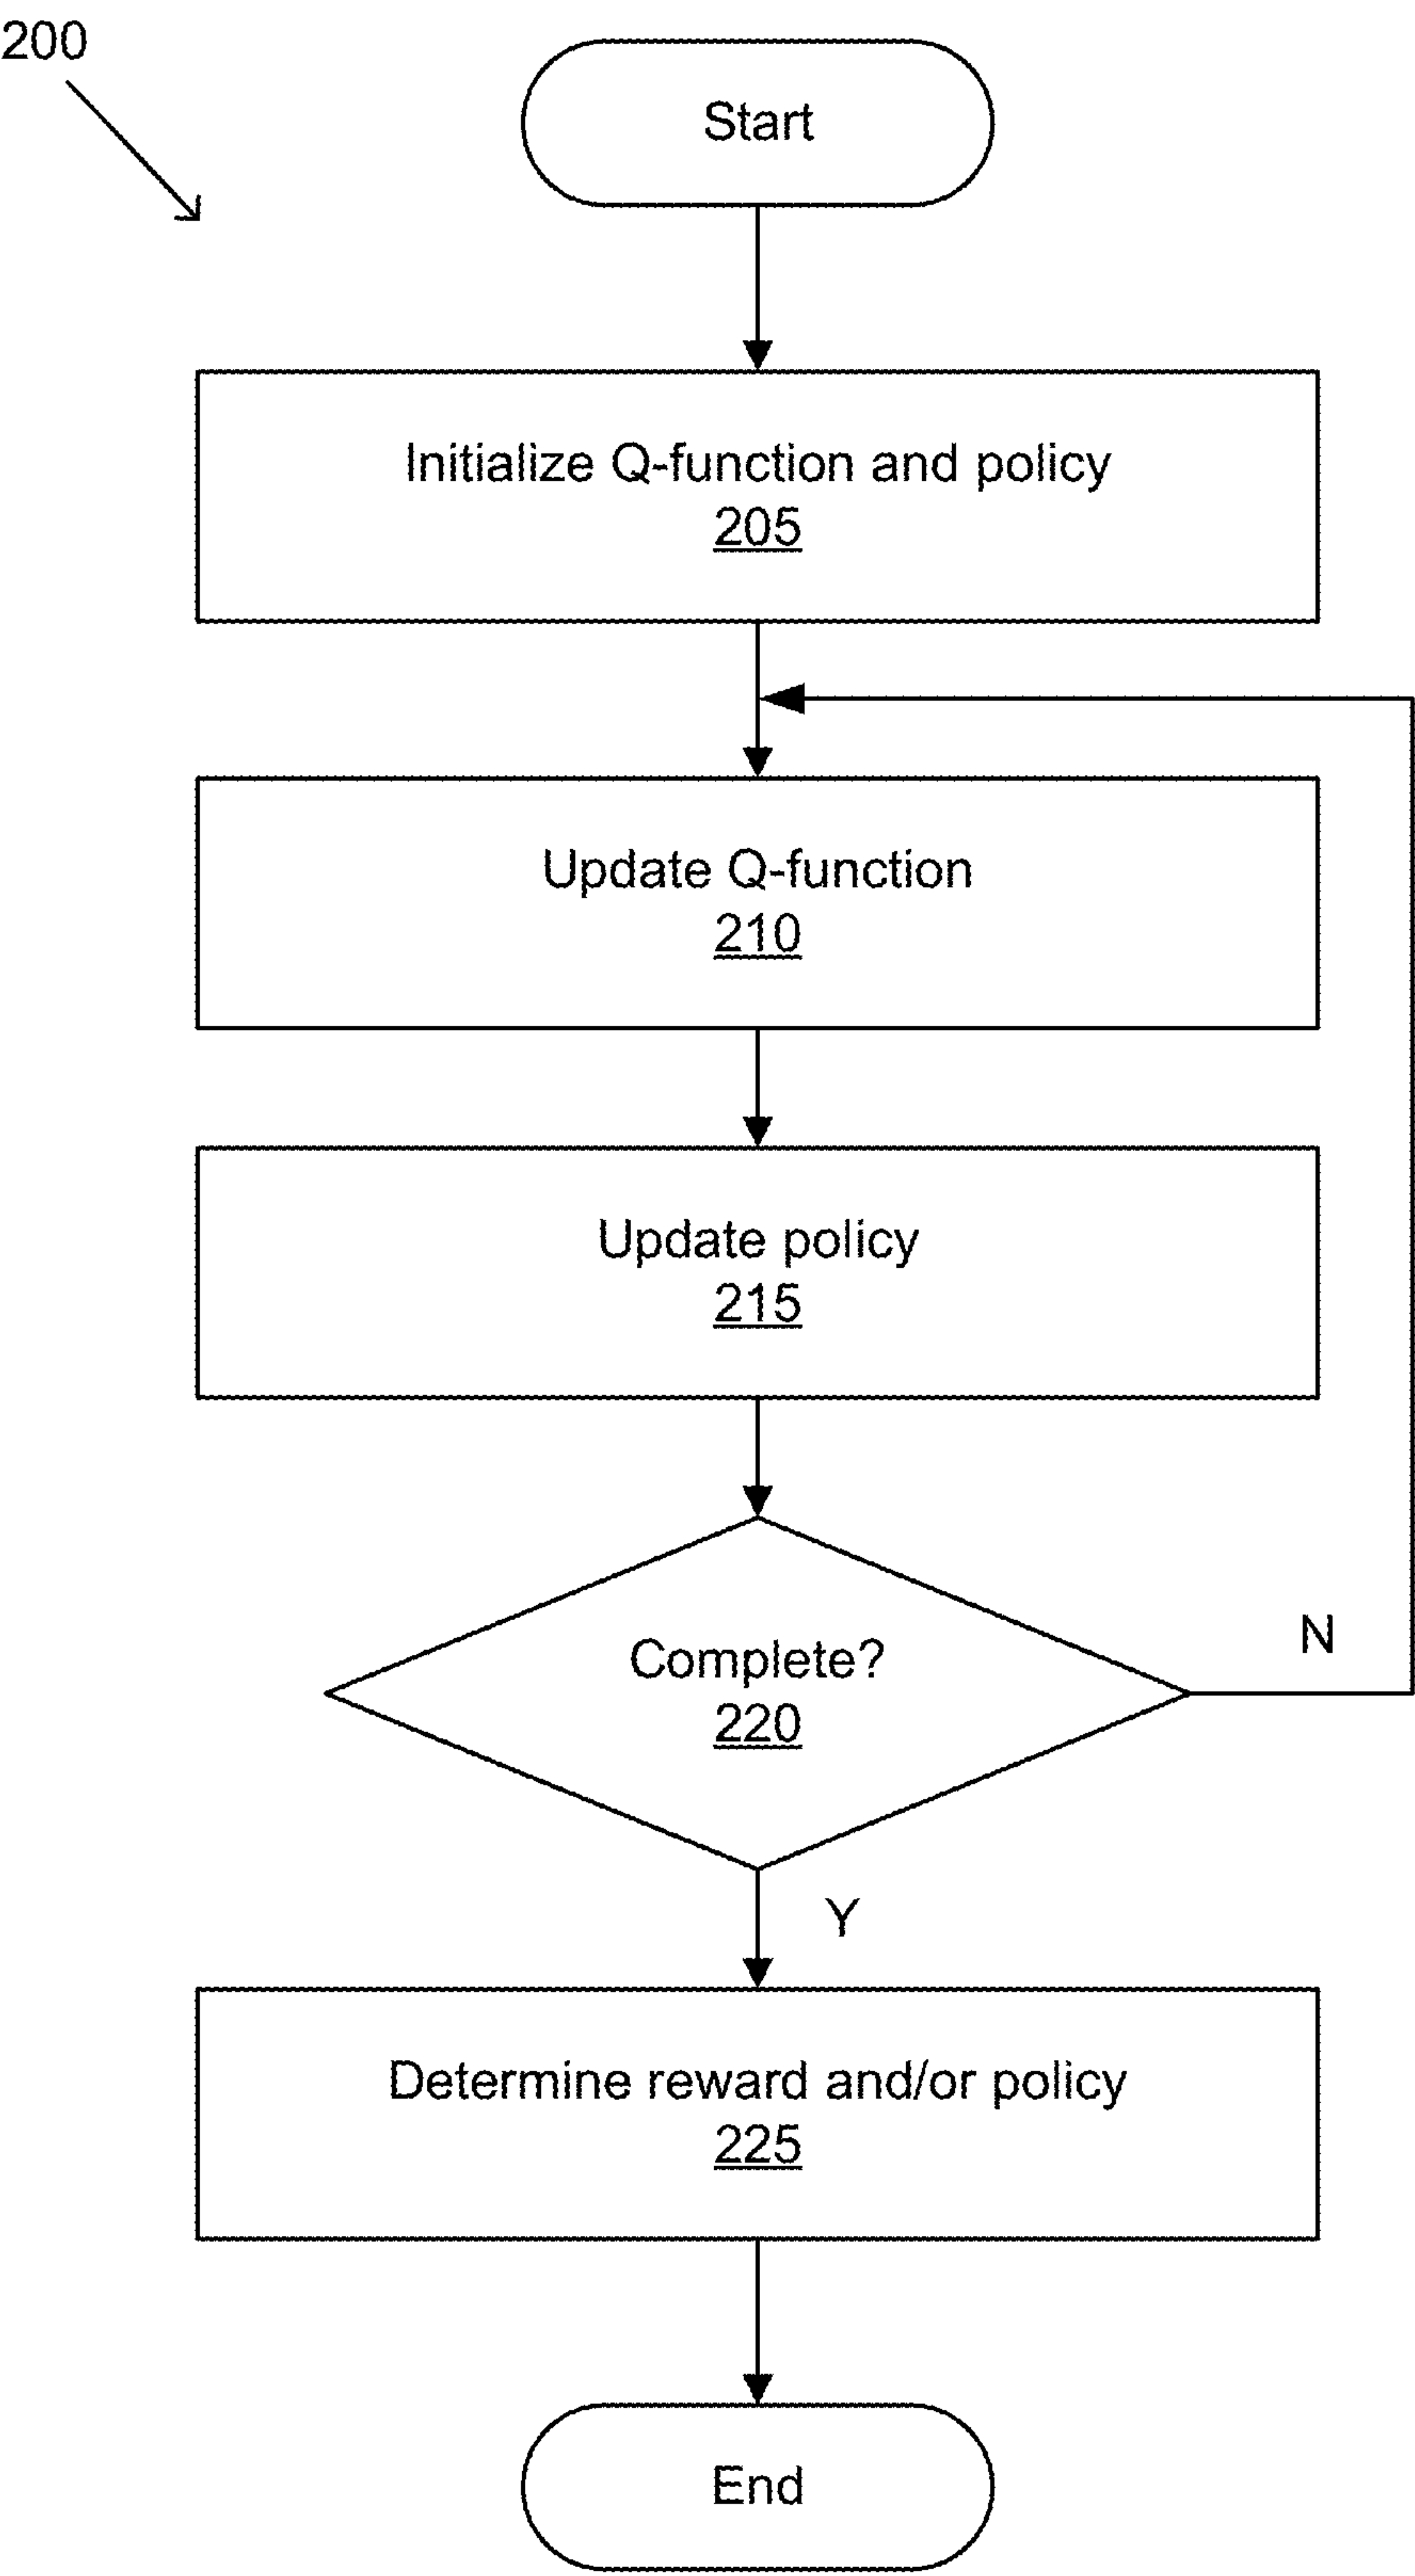 200
Start
Initialize Q-function and policy
205
Update Q-function
210
Update policy
215
Complete?
220
N
Y
Determine reward and/or policy
225
End